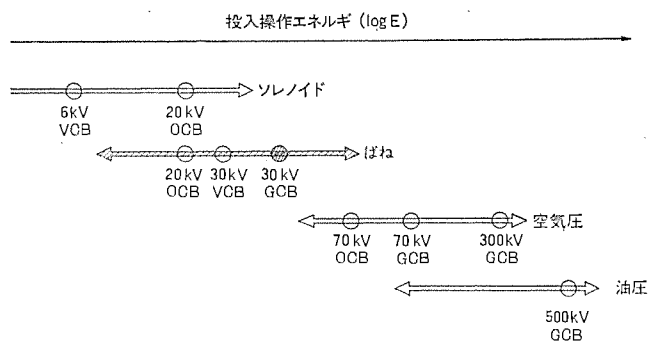 投入操作エネルギ (log E)
ソレノイド
6kV 20kV
VCB OCB
ばね
20kV 30kV 30kV
OCB VCB GCB
空気圧
70kV 70kV 300kV
OCB GCB GCB
油圧
500kV
GCB